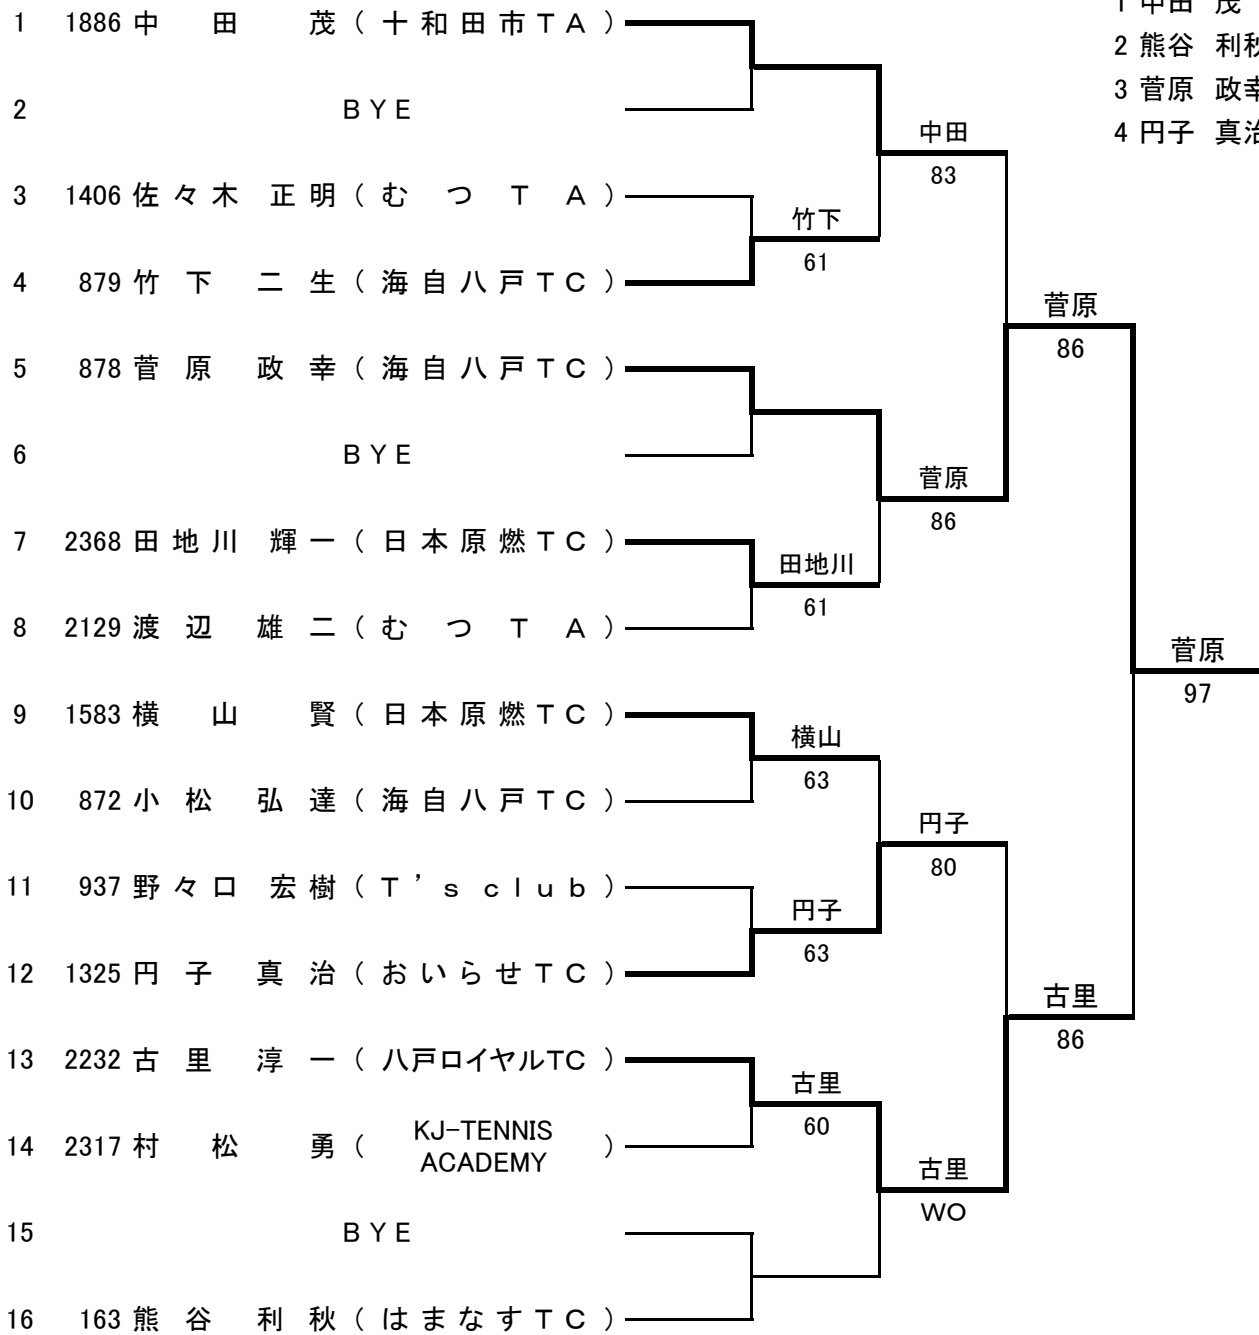 1 1886 中 田 茂 ( 十 和 田 市 T A )
2 B Y E
3 1406 佐 々 木 正 明 ( む つ T A )
4 879 竹 下 二 生 ( 海 自 八 戸 T C )
5 878 菅 原 政 幸 ( 海 自 八 戸 T C )
6 B Y E
7 2368 田 地 川 輝 一 ( 日 本 原 燃 T C )
8 2129 渡 辺 雄 二 ( む つ T A )
9 1583 横 山 賢 ( 日 本 原 燃 T C )
10 872 小 松 弘 達 ( 海 自 八 戸 T C )
11 937 野 々 口 宏 樹 ( T ' s c l u b )
12 1325 円 子 真 治 ( お い ら せ T C )
13 2232 古 里 淳 一 ( 八戸ロイヤルTC )
14 2317 村 松 勇 ( KJ-TENNIS
ACADEMY )
15 B Y E
16 163 熊 谷 利 秋 ( は ま な す T C )
竹下
61
田地川
61
横山
63
円子
63
古里
60
中田
83
菅原
86
円子
80
古里
WO
菅原
86
古里
86
菅原
97
1 中田 茂
2 熊谷 利秋
3 菅原 政幸
4 円子 真治